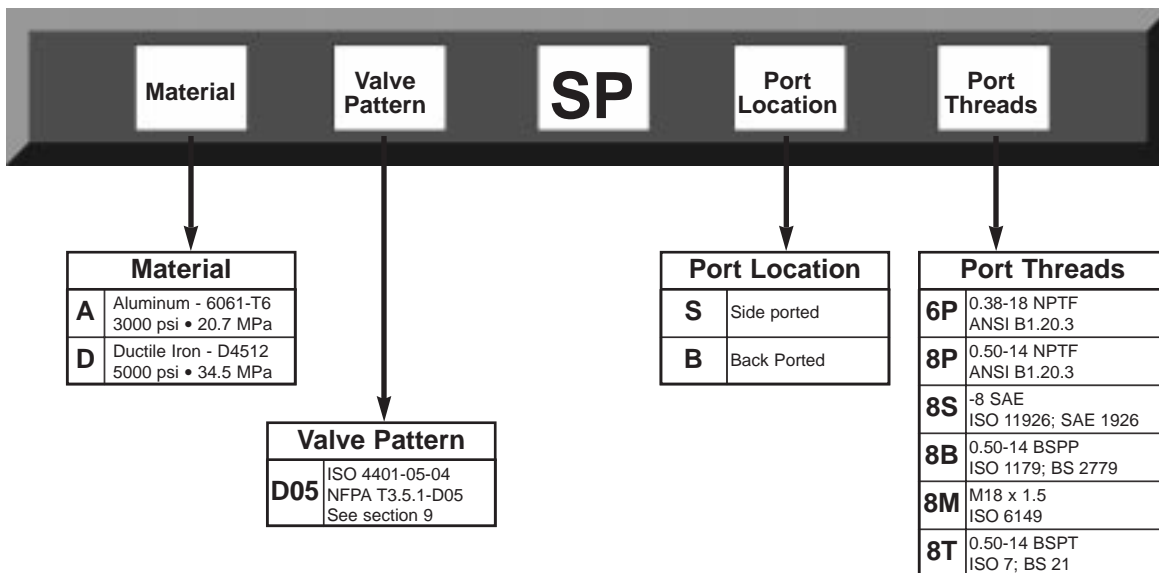 Material
Valve
Pattern
SP
Port
Location
Port
Threads
Material
A
Aluminum - 6061-T6
3000 psi • 20.7 MPa
D
Ductile Iron - D4512
5000 psi • 34.5 MPa
Valve Pattern
D05
ISO 4401-05-04
NFPA T3.5.1-D05
See section 9
Port Location
S
Side ported
B
Back Ported
Port Threads
6P
0.38-18 NPTF
ANSI B1.20.3
8P
0.50-14 NPTF
ANSI B1.20.3
8S
-8 SAE
ISO 11926; SAE 1926
8B
0.50-14 BSPP
ISO 1179; BS 2779
8M
M18 x 1.5
ISO 6149
8T
0.50-14 BSPT
ISO 7; BS 21